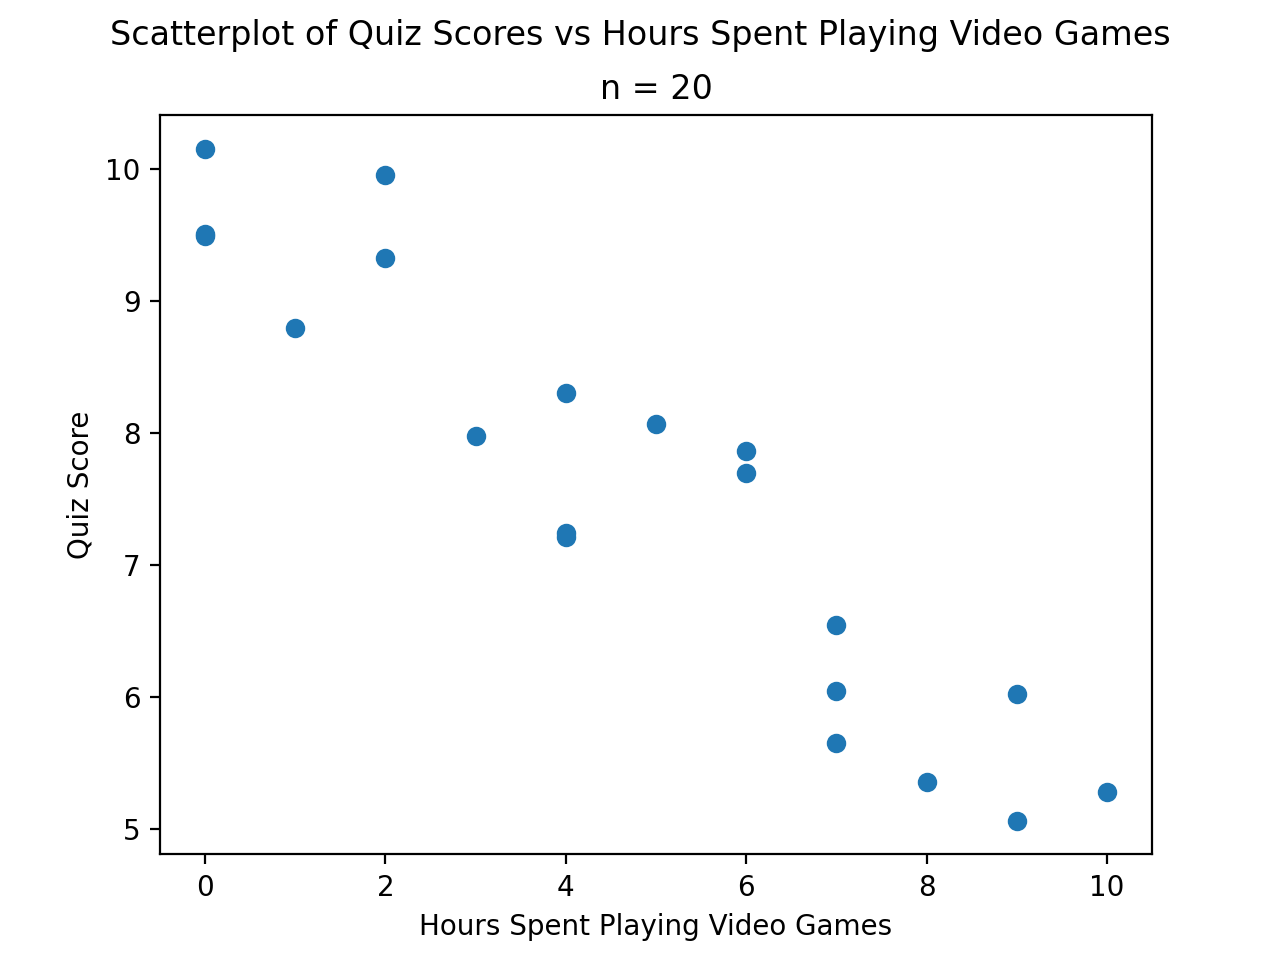 Scatterplot of Quiz Scores vs Hours Spent Playing Video Games
n = 20
10
9
8
7
6
5
Quiz Score
0 2 4 6 8 10
Hours Spent Playing Video Games